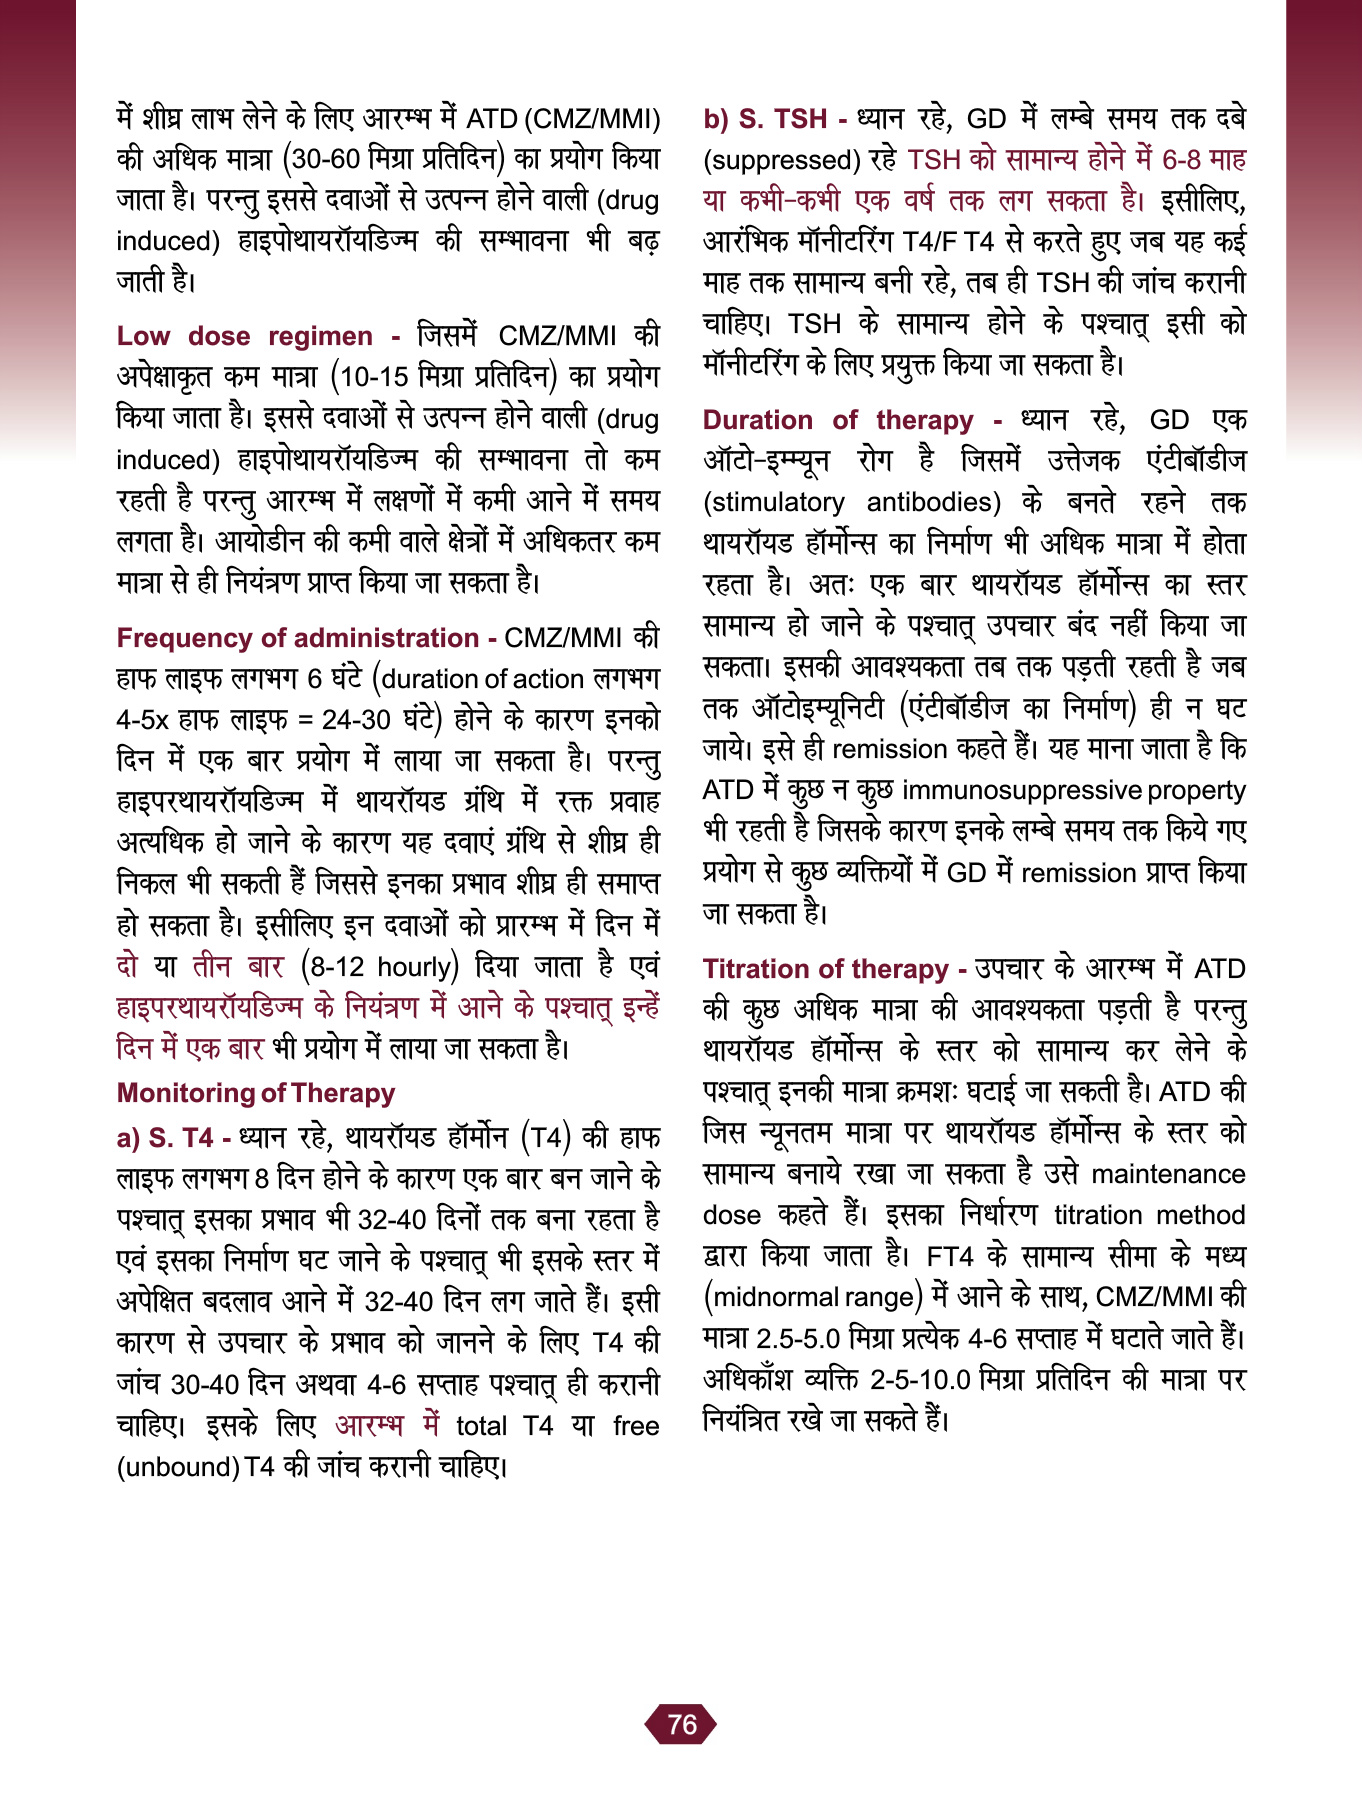 में शीघ्र लाभ लेने के लिए आरम्भ में ATD (CMZ/MMI)
की अधिक मात्रा (30-60 मिग्रा प्रतिदिन) का प्रयोग किया
जाता है। परन्तु इससे दवाओं से उत्पन्न होने वाली (drug
induced) हाइपोथायरॉयडिज्म की सम्भावना भी बढ़
जाती है।
Low dose regimen - जिसमें CMZ/MMI की
अपेक्षाकृत कम मात्रा (10-15 मिग्रा प्रतिदिन) का प्रयोग
किया जाता है। इससे दवाओं से उत्पन्न होने वाली (drug
induced) हाइपोथायरॉयडिज्म की सम्भावना तो कम
रहती है परन्तु आरम्भ में लक्षणों में कमी आने में समय
लगता है। आयोडीन की कमी वाले क्षेत्रों में अधिकतर कम
मात्रा से ही नियंत्रण प्राप्त किया जा सकता है।
Frequency of administration - CMZ/MMI की
हाफ लाइफ लगभग 6 घंटे (duration of action लगभग
4-5x हाफ लाइफ = 24-30 घंटे) होने के कारण इनको
दिन में एक बार प्रयोग में लाया जा सकता है। परन्तु
हाइपरथायरॉयडिज्म में थायरॉयड ग्रंथि में रक्त प्रवाह
अत्यधिक हो जाने के कारण यह दवाएं ग्रंथि से शीघ्र ही
निकल भी सकती हैं जिससे इनका प्रभाव शीघ्र ही समाप्त
हो सकता है। इसीलिए इन दवाओं को प्रारम्भ में दिन में
दो या तीन बार (8-12 hourly) दिया जाता है एवं
हाइपरथायरॉयडिज्म के नियंत्रण में आने के पश्चात् इन्हें
दिन में एक बार भी प्रयोग में लाया जा सकता है।
Monitoring of Therapy
a) S. T4 - ध्यान रहे, थायरॉयड हॉर्मोन (T4) की हाफ
लाइफ लगभग 8 दिन होने के कारण एक बार बन जाने के
पश्चात् इसका प्रभाव भी 32-40 दिनों तक बना रहता है
एवं इसका निर्माण घट जाने के पश्चात् भी इसके स्तर में
अपेक्षित बदलाव आने में 32-40 दिन लग जाते हैं। इसी
कारण से उपचार के प्रभाव को जानने के लिए T4 की
जांच 30-40 दिन अथवा 4-6 सप्ताह पश्चात् ही करानी
चाहिए। इसके लिए आरम्भ में total T4 या free
(unbound) T4 की जांच करानी चाहिए।
b) S. TSH - ध्यान रहे, GD में लम्बे समय तक दबे
(suppressed) रहे TSH को सामान्य होने में 6-8 माह
या कभी-कभी एक वर्ष तक लग सकता है। इसीलिए,
आरंभिक मॉनीटरिंग T4/F T4 से करते हुए जब यह कई
माह तक सामान्य बनी रहे, तब ही TSH की जांच करानी
चाहिए। TSH के सामान्य होने के पश्चात् इसी को
मॉनीटरिंग के लिए प्रयुक्त किया जा सकता है।
Duration of therapy - ध्यान रहे, GD एक
ऑटो-इम्म्यून रोग है जिसमें उत्तेजक एंटीबॉडीज
(stimulatory antibodies) के बनते रहने तक
थायरॉयड हॉर्मोन्स का निर्माण भी अधिक मात्रा में होता
रहता है। अतः एक बार थायरॉयड हॉर्मोन्स का स्तर
सामान्य हो जाने के पश्चात् उपचार बंद नहीं किया जा
सकता। इसकी आवश्यकता तब तक पड़ती रहती है जब
तक ऑटोइम्यूनिटी (एंटीबॉडीज का निर्माण) ही न घट
जाये। इसे ही remission कहते हैं। यह माना जाता है कि
ATD में कुछ न कुछ immunosuppressive property
भी रहती है जिसके कारण इनके लम्बे समय तक किये गए
प्रयोग से कुछ व्यक्तियों में GD में remission प्राप्त किया
जा सकता है।
Titration of therapy - उपचार के आरम्भ में ATD
की कुछ अधिक मात्रा की आवश्यकता पड़ती है परन्तु
थायरॉयड हॉर्मोन्स के स्तर को सामान्य कर लेने के
पश्चात् इनकी मात्रा क्रमशः घटाई जा सकती है। ATD की
जिस न्यूनतम मात्रा पर थायरॉयड हॉर्मोन्स के स्तर को
सामान्य बनाये रखा जा सकता है उसे maintenance
dose कहते हैं। इसका निर्धारण titration method
द्वारा किया जाता है। FT4 के सामान्य सीमा के मध्य
(midnormal range) में आने के साथ, CMZ/MMI की
मात्रा 2.5-5.0 मिग्रा प्रत्येक 4-6 सप्ताह में घटाते जाते हैं।
अधिकाँश व्यक्ति 2-5-10.0 मिग्रा प्रतिदिन की मात्रा पर
नियंत्रित रखे जा सकते हैं।
76